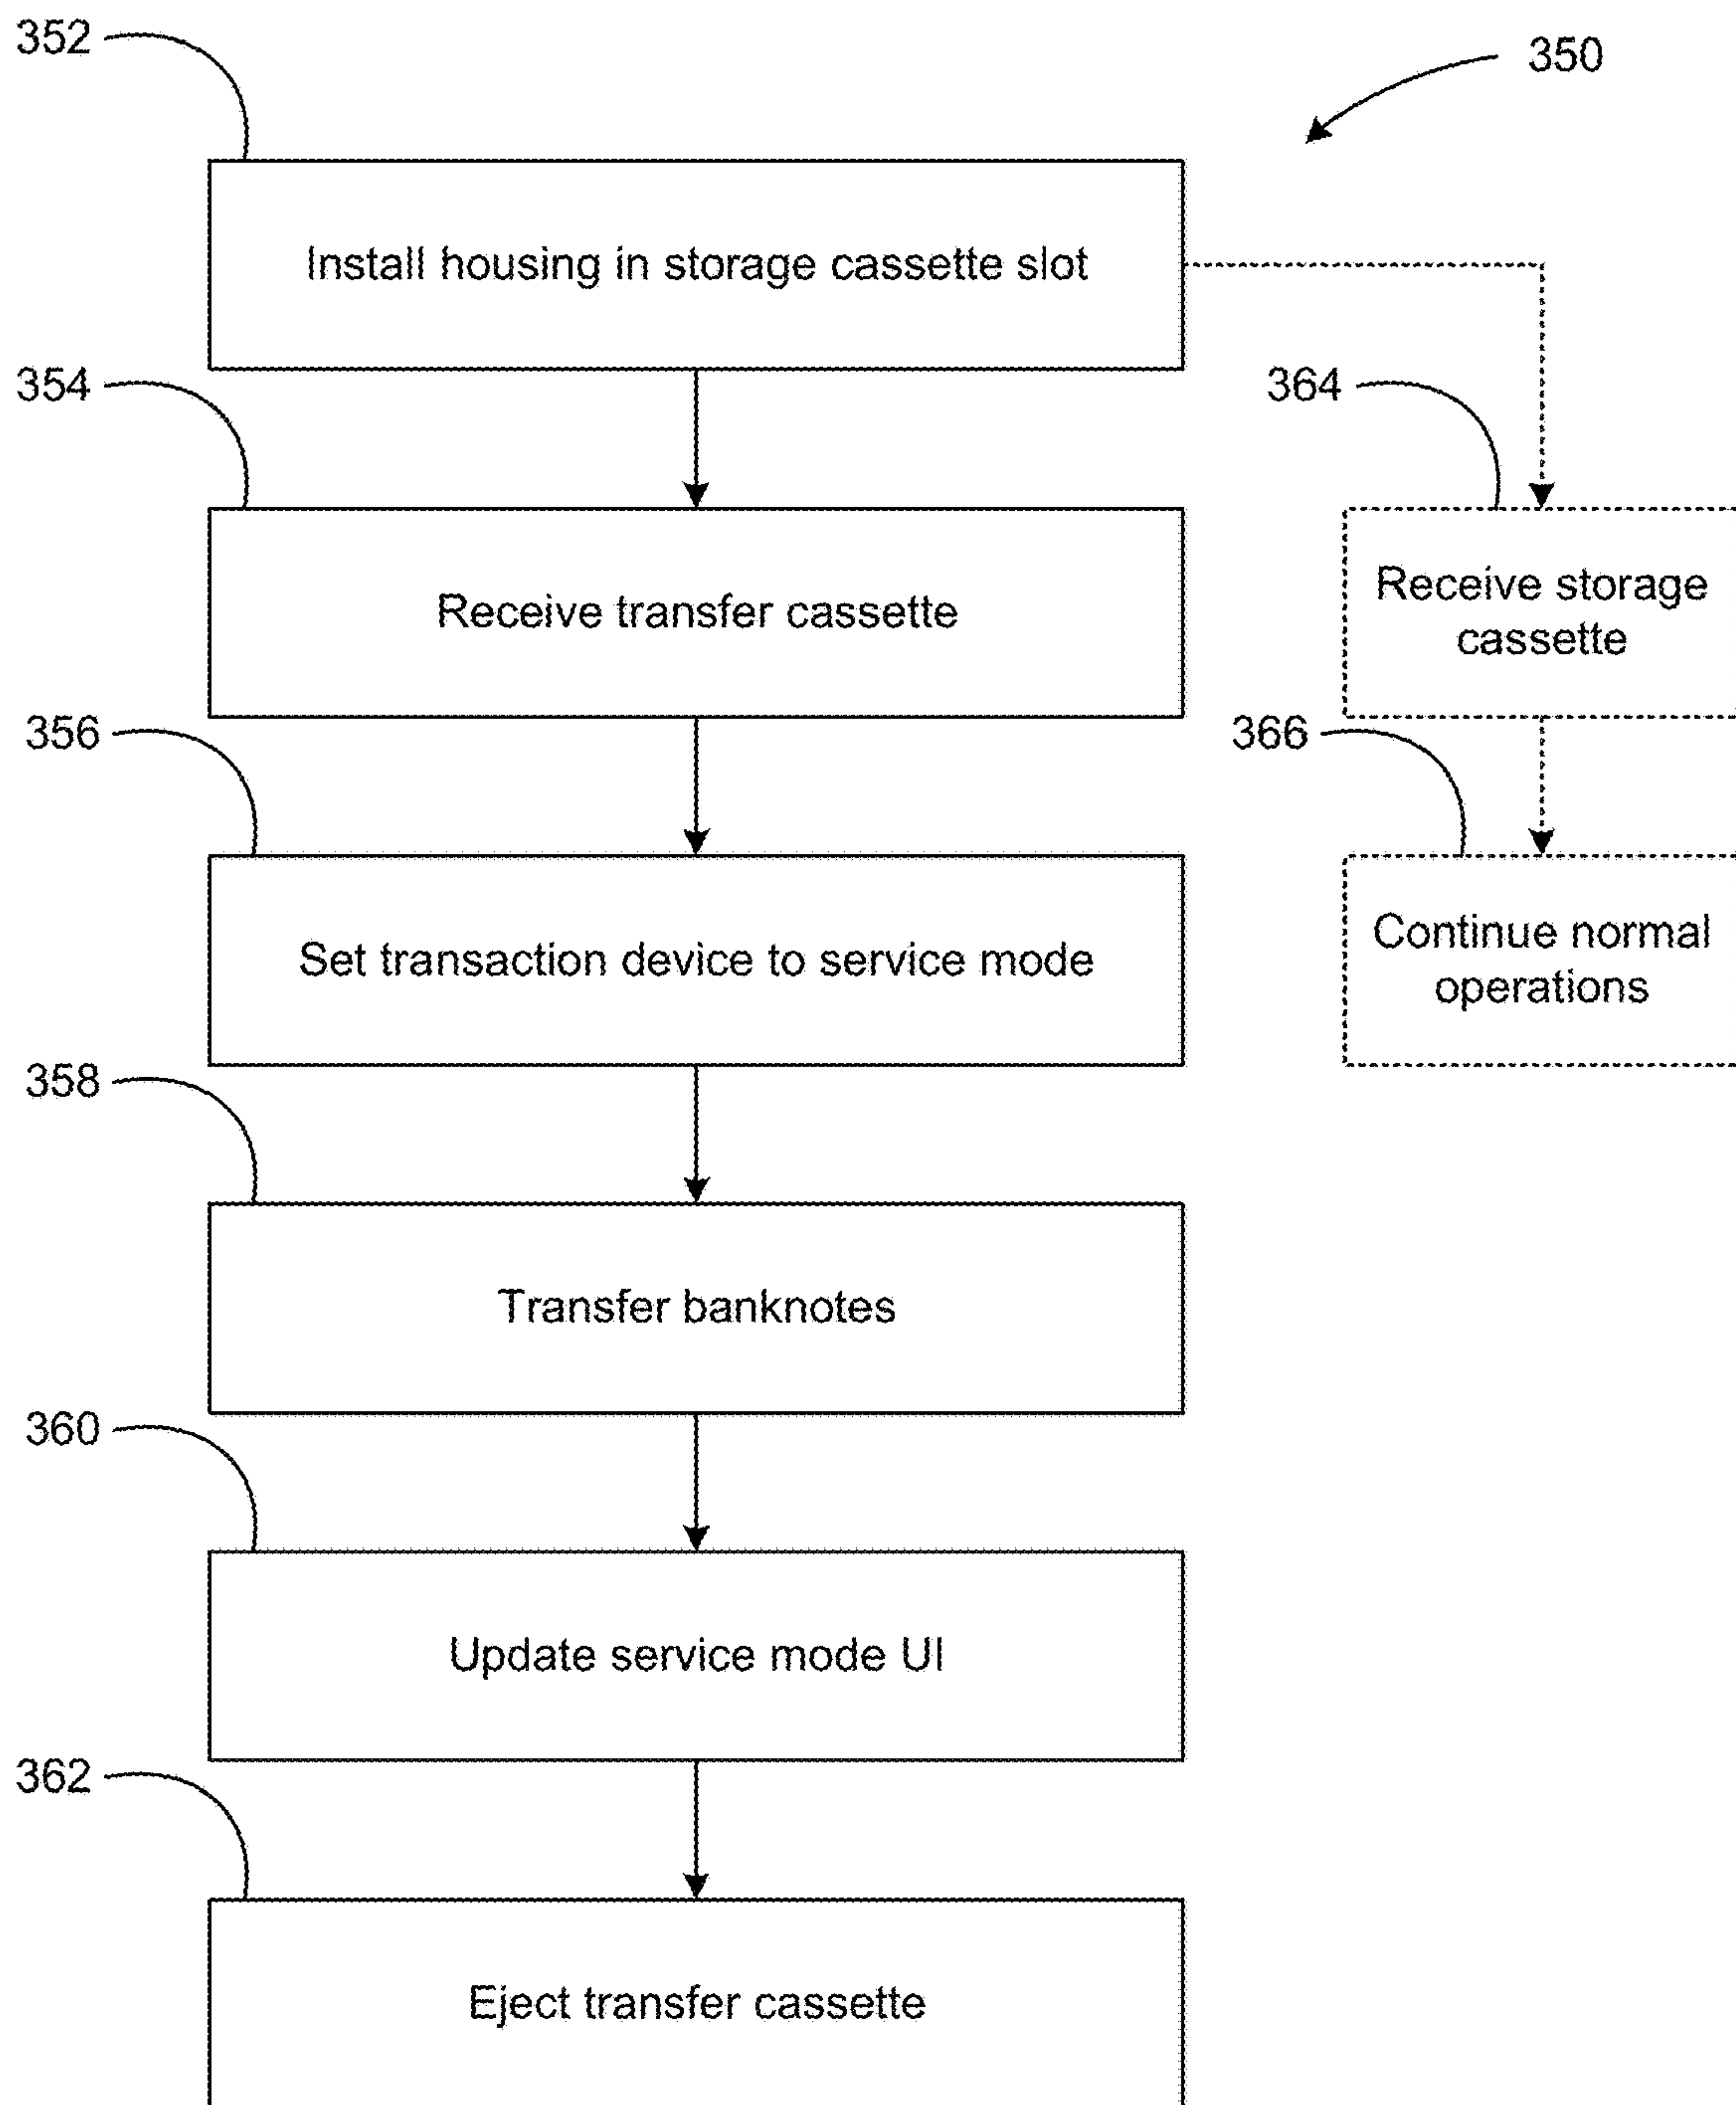 352
350
Install housing in storage cassette slot
354
364
Receive transfer cassette
Receive storage
cassette
356
366
Set transaction device to service mode
Continue normal
operations
358
Transfer banknotes
360
Update service mode UI
362
Eject transfer cassette